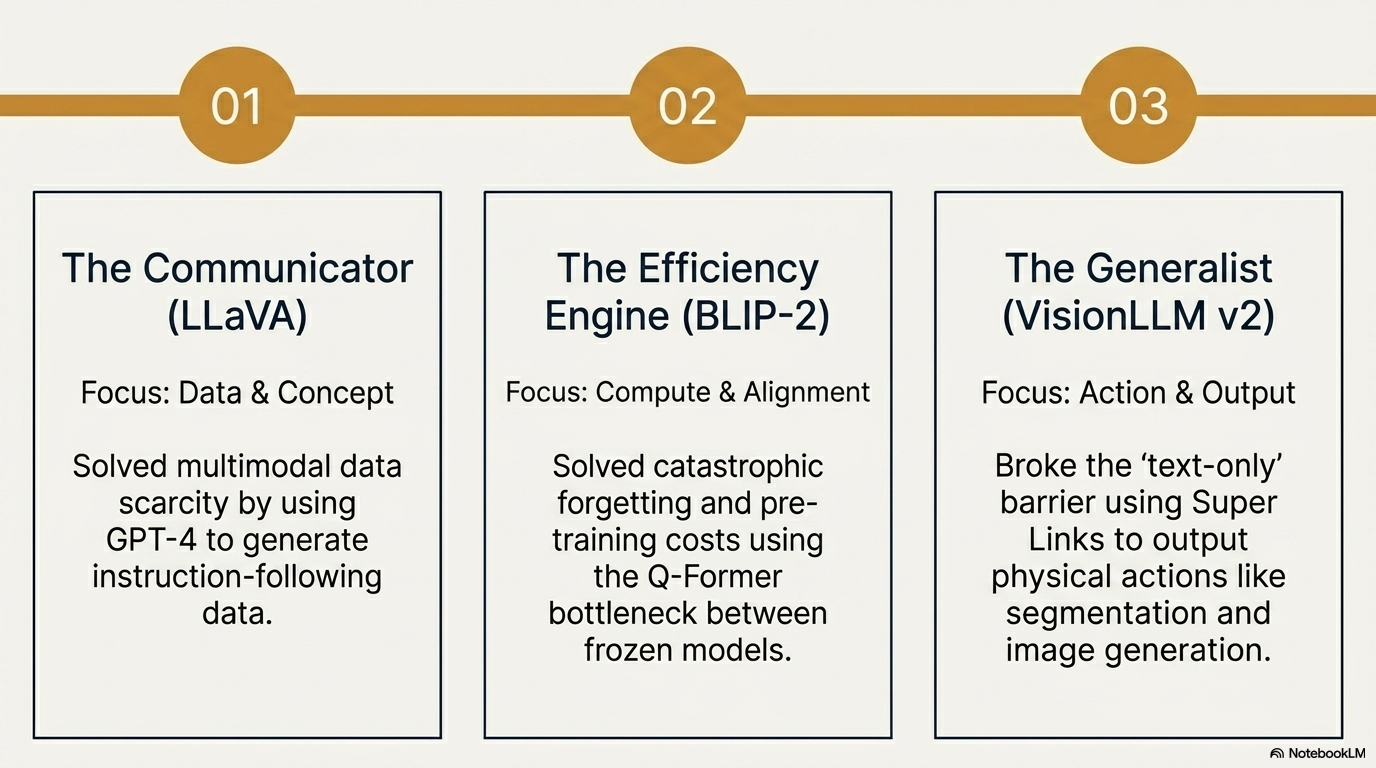 01
02
03
The Communicator
(LLaVA)
Focus: Data & Concept
Solved multimodal data
scarcity by using
GPT-4 to generate
instruction-following
data.
The Efficiency
Engine (BLIP-2)
Focus: Compute & Alignment
Solved catastrophic
forgetting and pre-
training costs using
the Q-Former
bottleneck between
frozen models.
The Generalist
(VisionLLM v2)
Focus: Action & Output
Broke the ‘text-only’
barrier using Super
Links to output
physical actions like
segmentation and
image generation.
NotebookLM